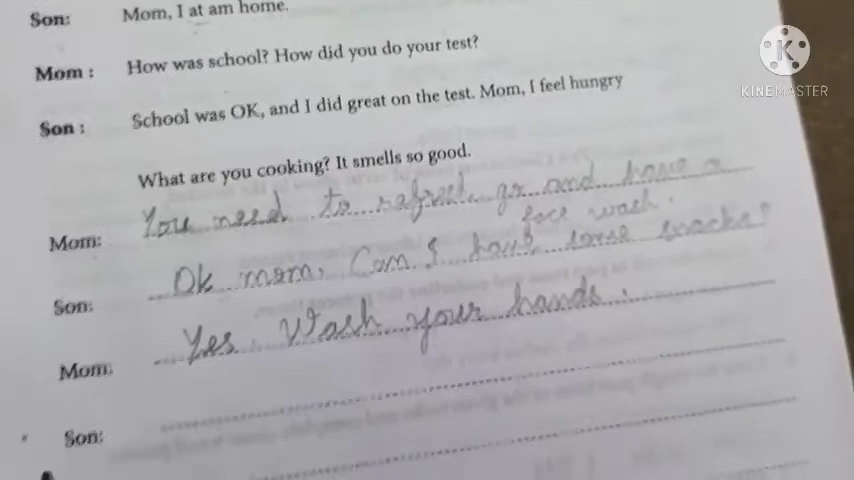 Son: Mom, I at am home.
KINEMASTER
Mom : How was school? How did you do your test?
Son : School was OK, and I did great on the test. Mom, I feel hungry
What are you cooking? It smells so good.
Mom: You need to refresh go and have a
face wash.
Son: Ok mom, Can I have some snacks?
Mom: Yes. Wash your hands.
Son: